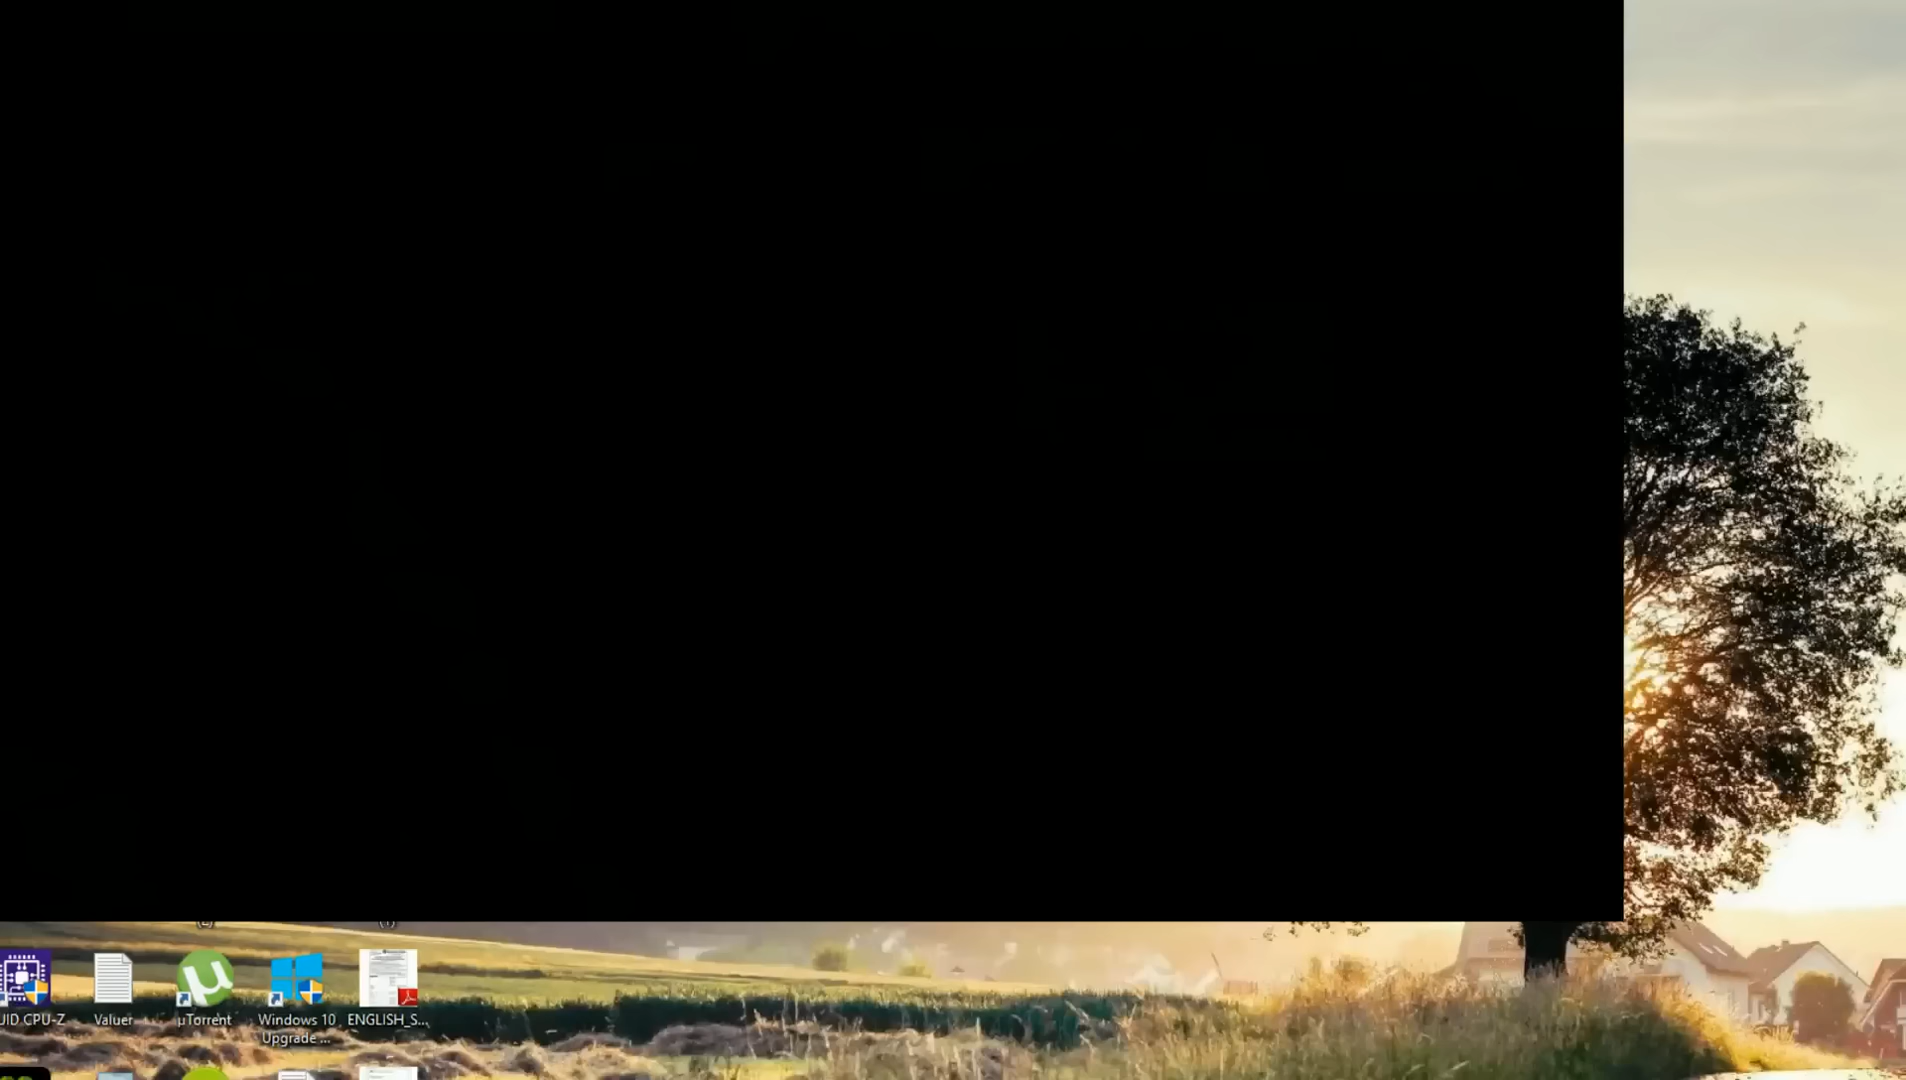 UID CPU-Z
Valuer
µTorrent
Windows 10
Upgrade ...
ENGLISH_S...